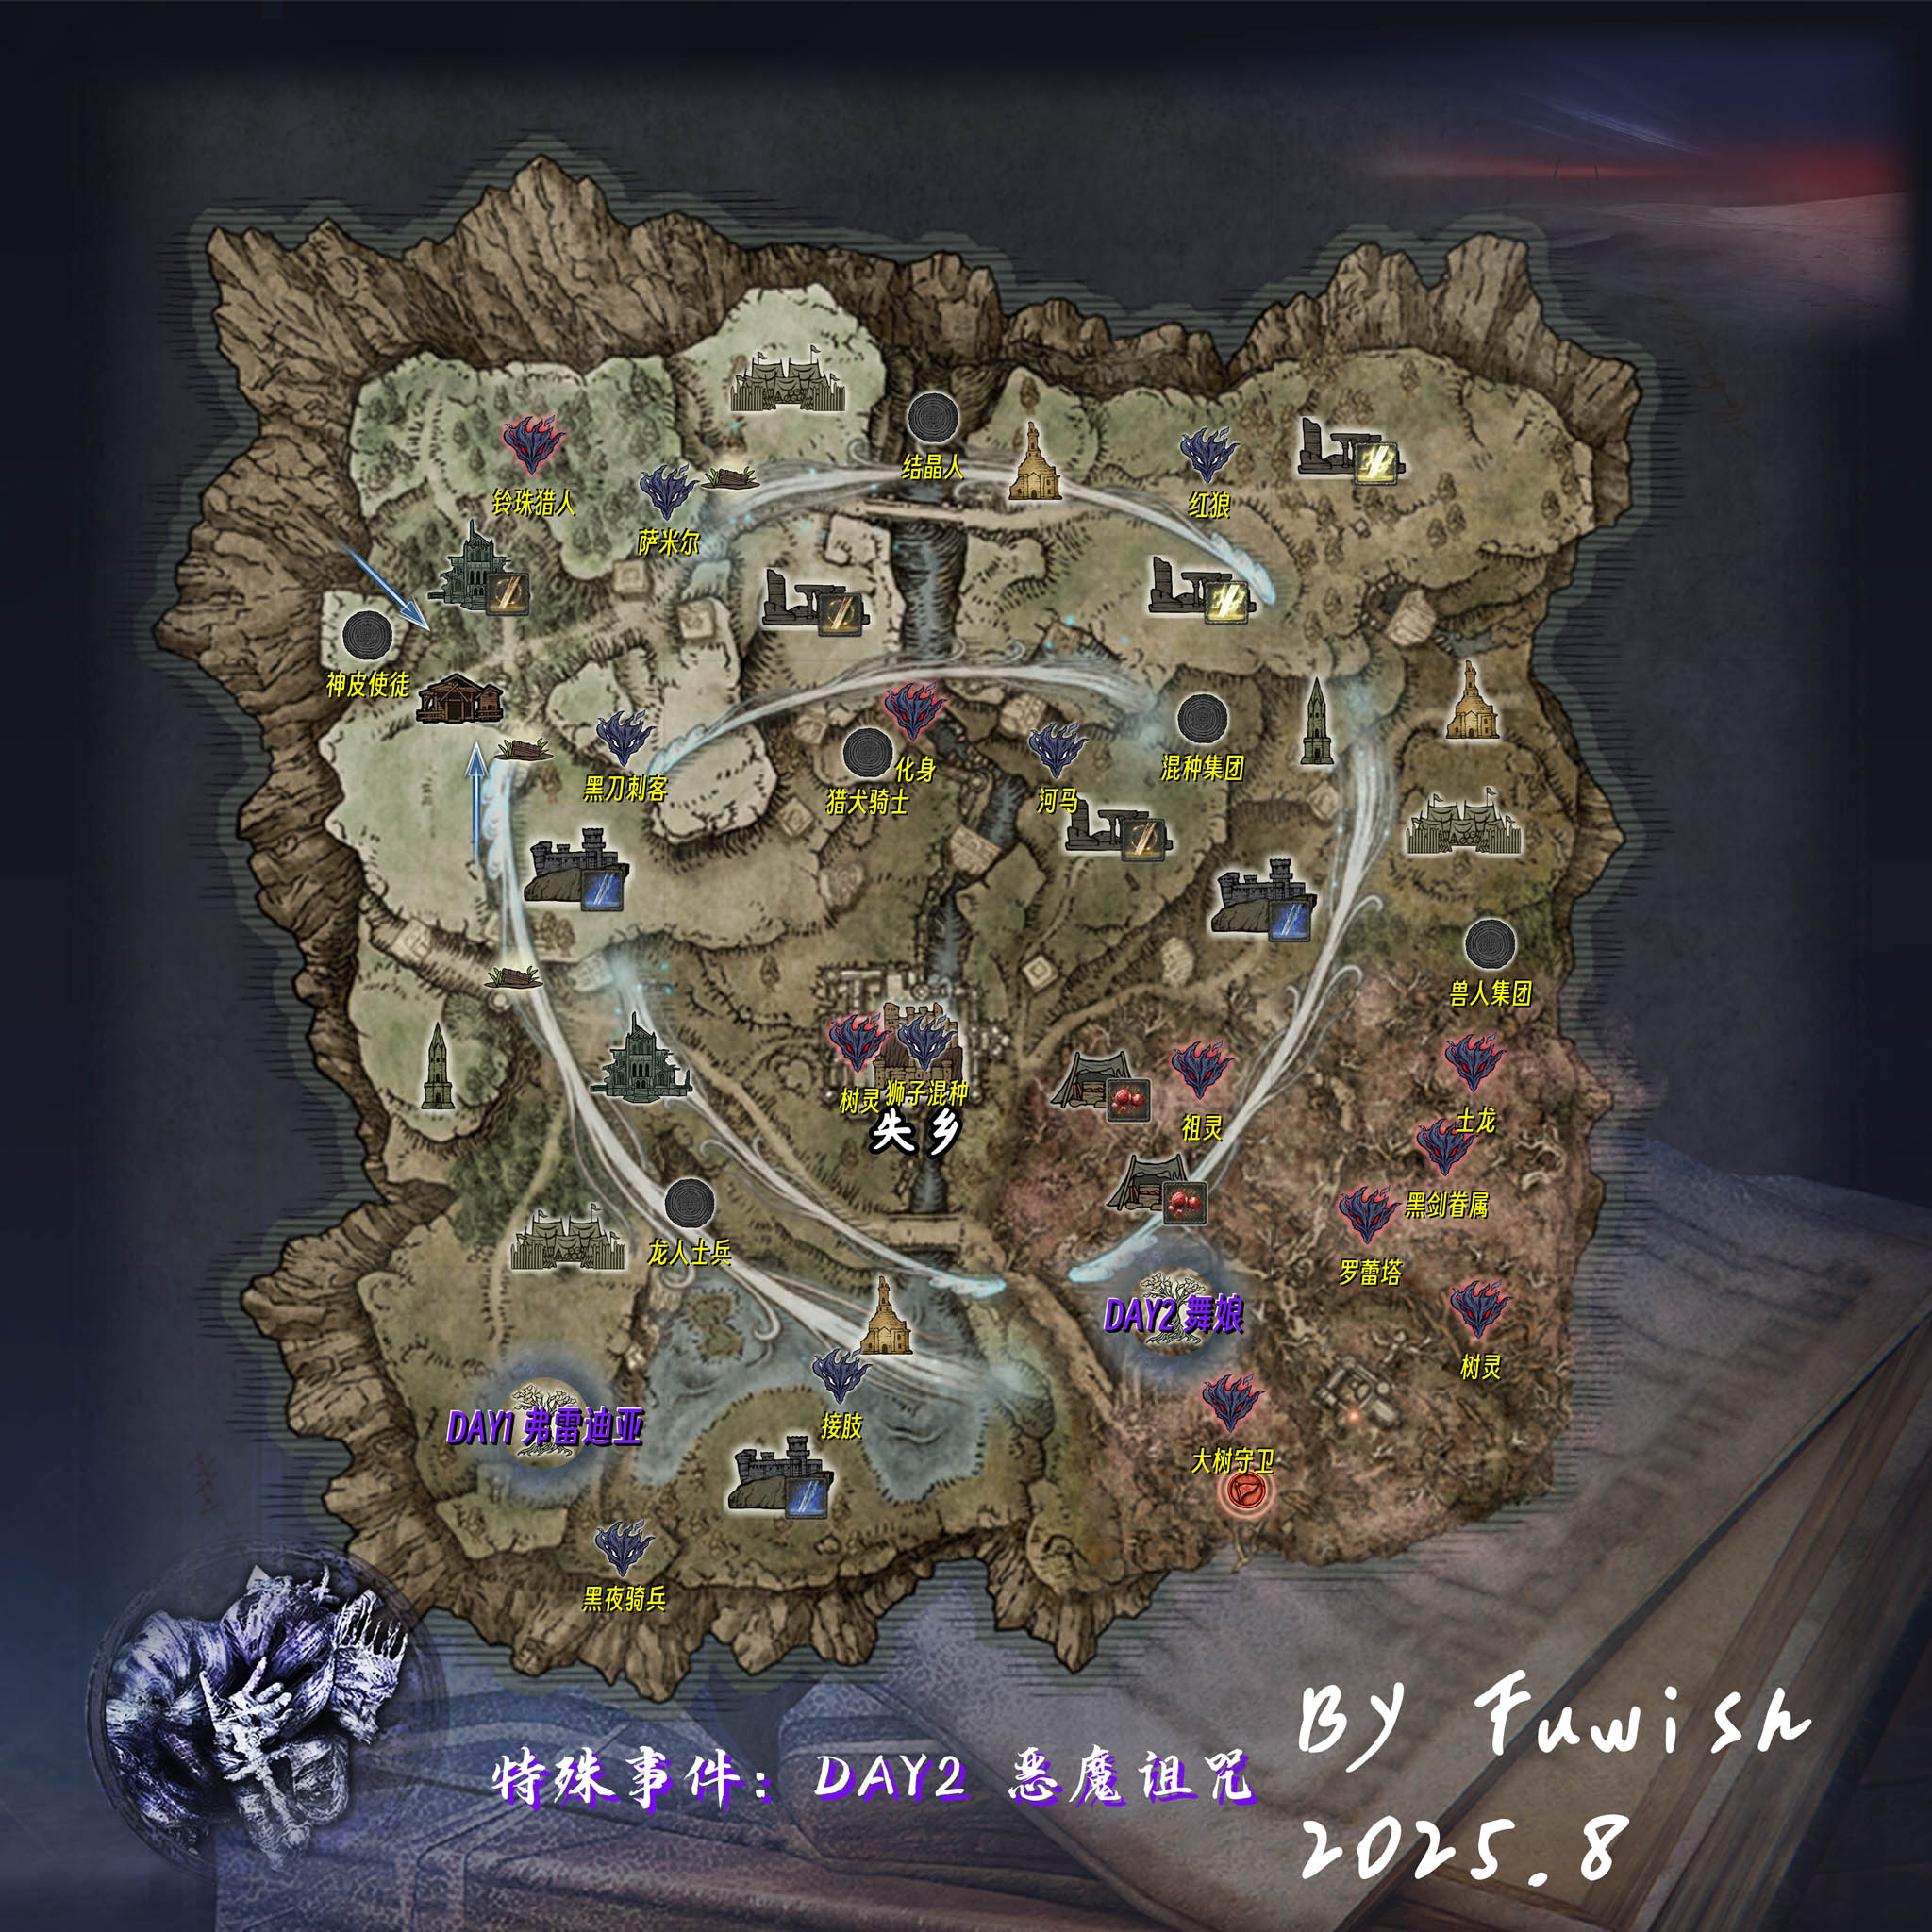 结晶人
铃珠猎人
红狼
萨米尔
神皮使徒
黑刀刺客
化身
猎犬骑士
河马
混种集团
兽人集团
树灵
狮子混种
失乡
祖灵
土龙
黑剑眷属
龙人士兵
罗蕾塔
DAY2 舞娘
树灵
DAY1 弗雷迪亚
接肢
大树守卫
黑夜骑兵
特殊事件：DAY2 恶魔诅咒
By Fuwish
2025.8